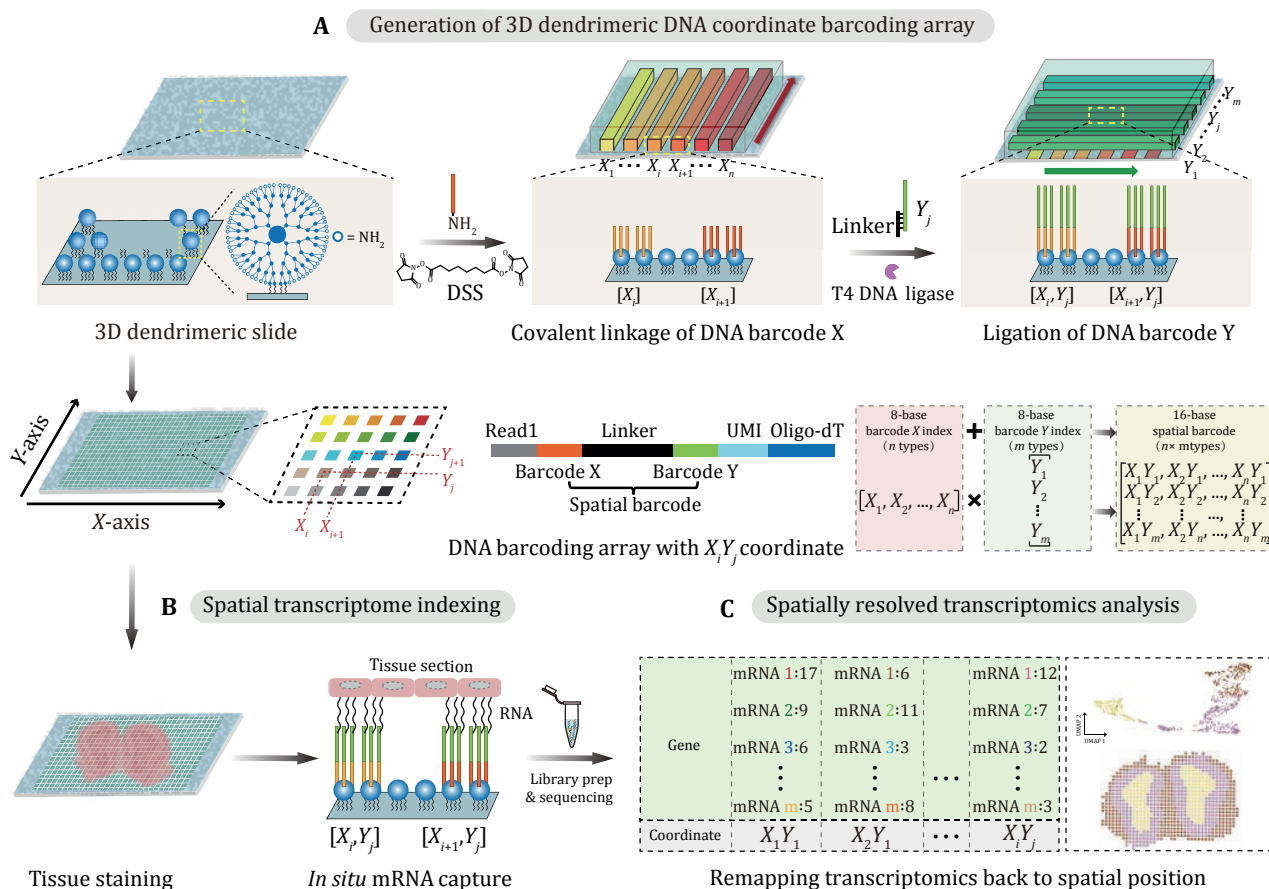 A Generation of 3D dendrimeric DNA coordinate barcoding array
X1 ··· Xi Xi+1 ··· Xn
Ym
Yj
Y2
Y1
= NH2
NH2
DSS
[Xi] [Xi+1]
Linker Yj
T4 DNA ligase
[Xi,Yj] [Xi+1,Yj]
3D dendrimeric slide
Covalent linkage of DNA barcode X
Ligation of DNA barcode Y
Y-axis
X-axis
Yj+1
Yj
Xi Xi+1
Read1 Linker UMI Oligo-dT
Barcode X Barcode Y
Spatial barcode
DNA barcoding array with XiYj coordinate
8-base
barcode X index
(n types)
[X1, X2, ..., Xn]
+
×
8-base
barcode Y index
(m types)
Y1
Y2
⋮
Ym
16-base
spatial barcode
(n× mtypes)
X1Y1, X2Y1, ..., XnY1
X1Y2, X2Y2, ..., XnY2
⋮ ⋮ ..., ⋮
X1Ym, X2Yn, ..., XnYm
B Spatial transcriptome indexing
Tissue section
RNA
[Xi,Yj] [Xi+1,Yj]
Library prep
& sequencing
Tissue staining
In situ mRNA capture
C Spatially resolved transcriptomics analysis
Gene
mRNA 1:17 mRNA 1:6 mRNA 1:12
mRNA 2:9 mRNA 2:11 mRNA 2:7
mRNA 3:6 mRNA 3:3 mRNA 3:2
⋮ ⋮ ··· ⋮
mRNA m:5 mRNA m:8 mRNA m:3
Coordinate X1Y1 X2Y1 ··· XiYj
UMAP 2
UMAP 1
Remapping transcriptomics back to spatial position